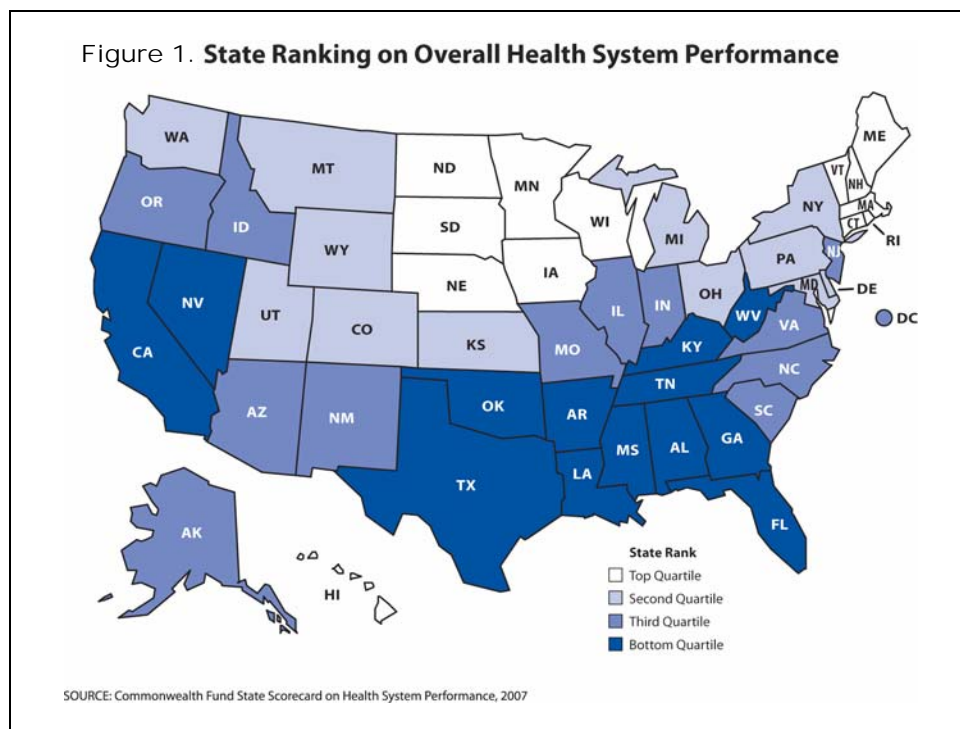 Figure 1. State Ranking on Overall Health System Performance
WA
MT
ND
MN
ME
VT
NH
OR
ID
SD
WI
NY
MA
CT
RI
WY
MI
IA
PA
NJ
NE
NV
UT
CO
IL
IN
OH
MD
DE
WV
DC
CA
KS
MO
KY
VA
NC
TN
AZ
NM
OK
AR
SC
MS
AL
GA
LA
TX
FL
AK
HI
State Rank
Top Quartile
Second Quartile
Third Quartile
Bottom Quartile
SOURCE: Commonwealth Fund State Scorecard on Health System Performance, 2007